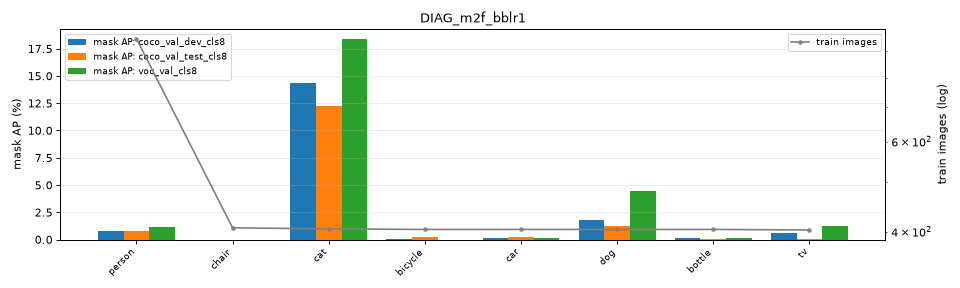 DIAG_m2f_bblr1
mask AP: coco_val_dev_cls8
mask AP: coco_val_test_cls8
mask AP: voc_val_cls8
train images
17.5
15.0
12.5
10.0
7.5
5.0
2.5
0.0
mask AP (%)
6 × 10²
4 × 10²
train images (log)
person
chair
cat
bicycle
car
dog
bottle
tv